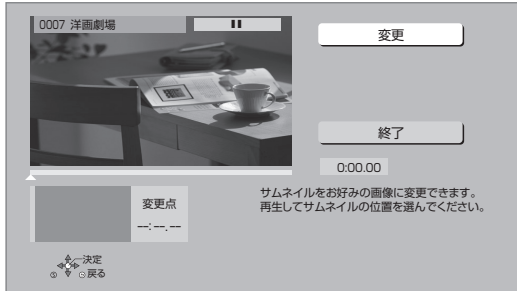 0007 洋画劇場
変更
終了
0:00.00
変更点
--:--.--
サムネイルをお好みの画像に変更できます。
再生してサムネイルの位置を選んでください。
決定
戻る